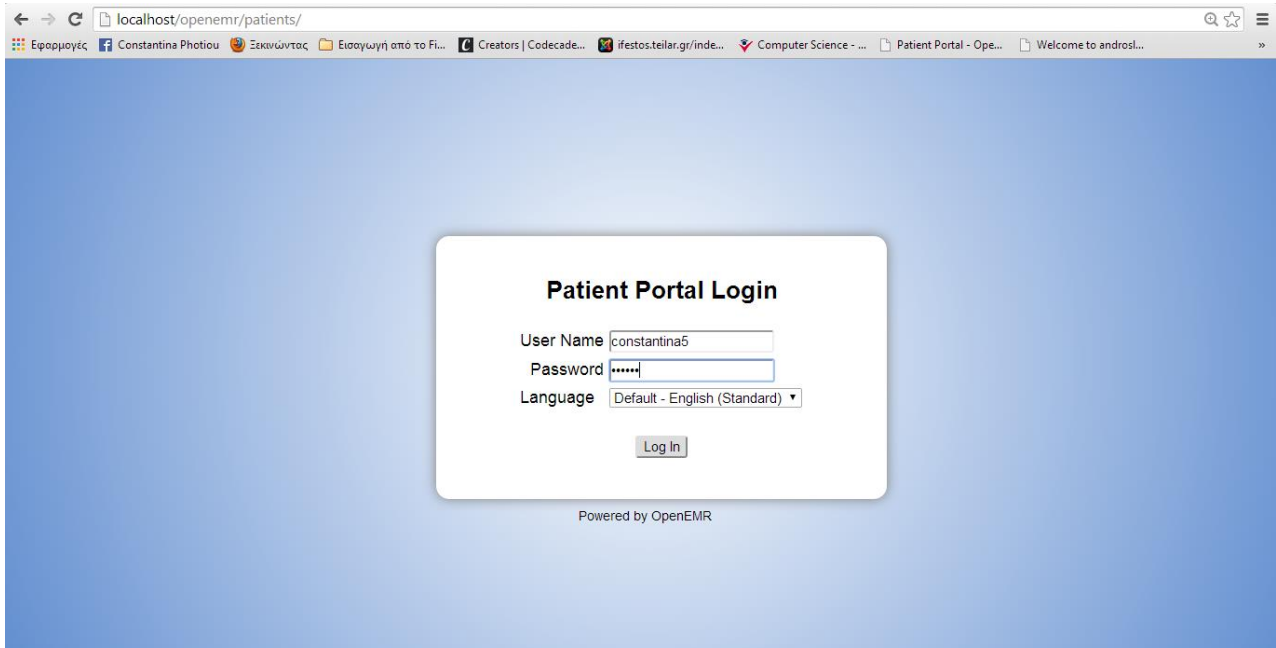 localhost/openemr/patients/
Εφαρμογές Constantina Photiou Ξεκινώντας Εισαγωγή από το Fi... Creators | Codecade... ifestos.teilar.gr/inde... Computer Science - ... Patient Portal - Ope... Welcome to androsl... »
Patient Portal Login
User Name constantina5
Password ••••••
Language Default - English (Standard)
Log In
Powered by OpenEMR